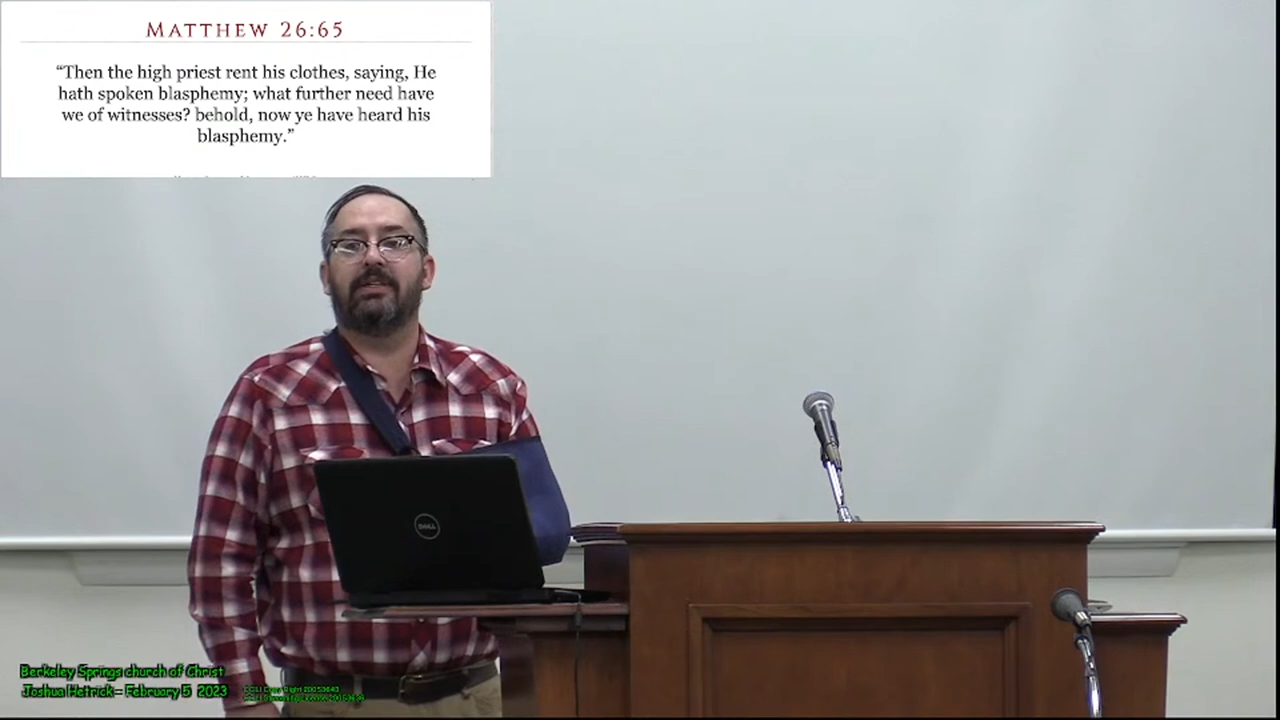 MATTHEW 26:65
“Then the high priest rent his clothes, saying, He
hath spoken blasphemy; what further need have
we of witnesses? behold, now ye have heard his
blasphemy.”
DELL
Berkeley Springs church of Christ
Joshua Hetrick - February 5 2023